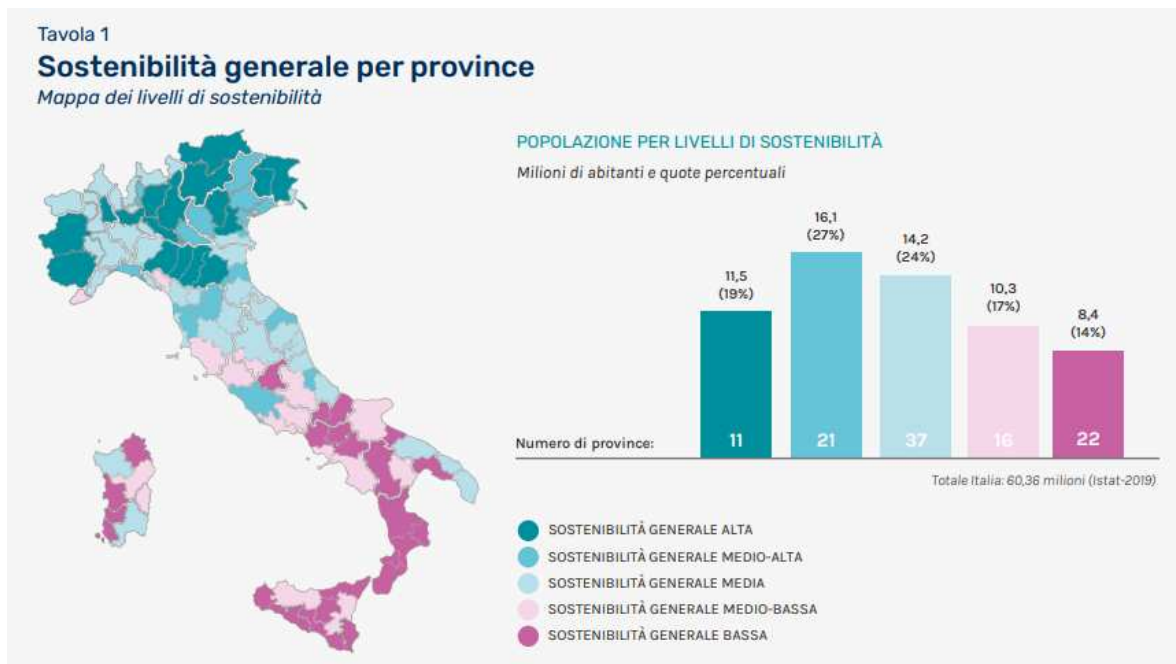 Tavola 1
Sostenibilità generale per province
Mappa dei livelli di sostenibilità
POPOLAZIONE PER LIVELLI DI SOSTENIBILITÀ
Milioni di abitanti e quote percentuali
11,5
(19%)
16,1
(27%)
14,2
(24%)
10,3
(17%)
8,4
(14%)
Numero di province: 11 21 37 16 22
Totale Italia: 60,36 milioni (Istat-2019)
SOSTENIBILITÀ GENERALE ALTA
SOSTENIBILITÀ GENERALE MEDIO-ALTA
SOSTENIBILITÀ GENERALE MEDIA
SOSTENIBILITÀ GENERALE MEDIO-BASSA
SOSTENIBILITÀ GENERALE BASSA